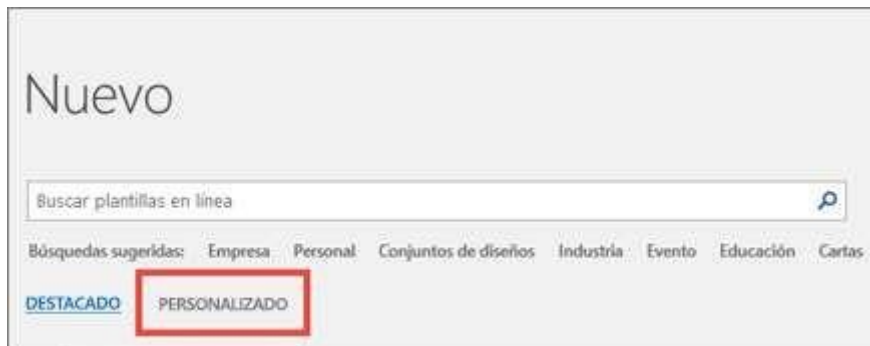 Nuevo
Buscar plantillas en línea
Búsquedas sugeridas: Empresa Personal Conjuntos de diseños Industria Evento Educación Cartas
DESTACADO PERSONALIZADO